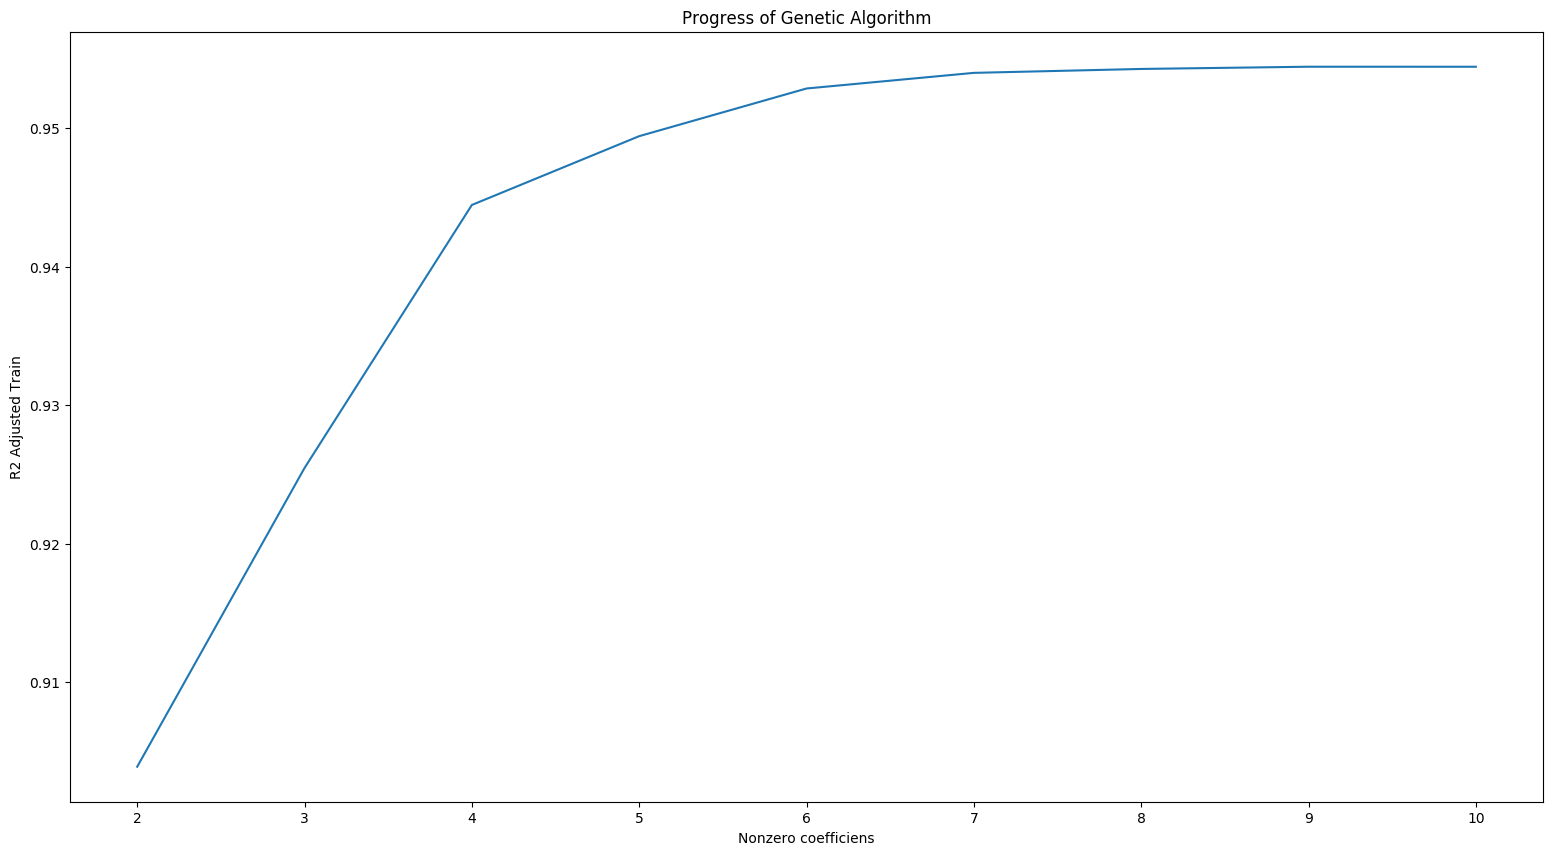 Progress of Genetic Algorithm
0.95
0.94
0.93
0.92
0.91
R2 Adjusted Train
2 3 4 5 6 7 8 9 10
Nonzero coefficiens